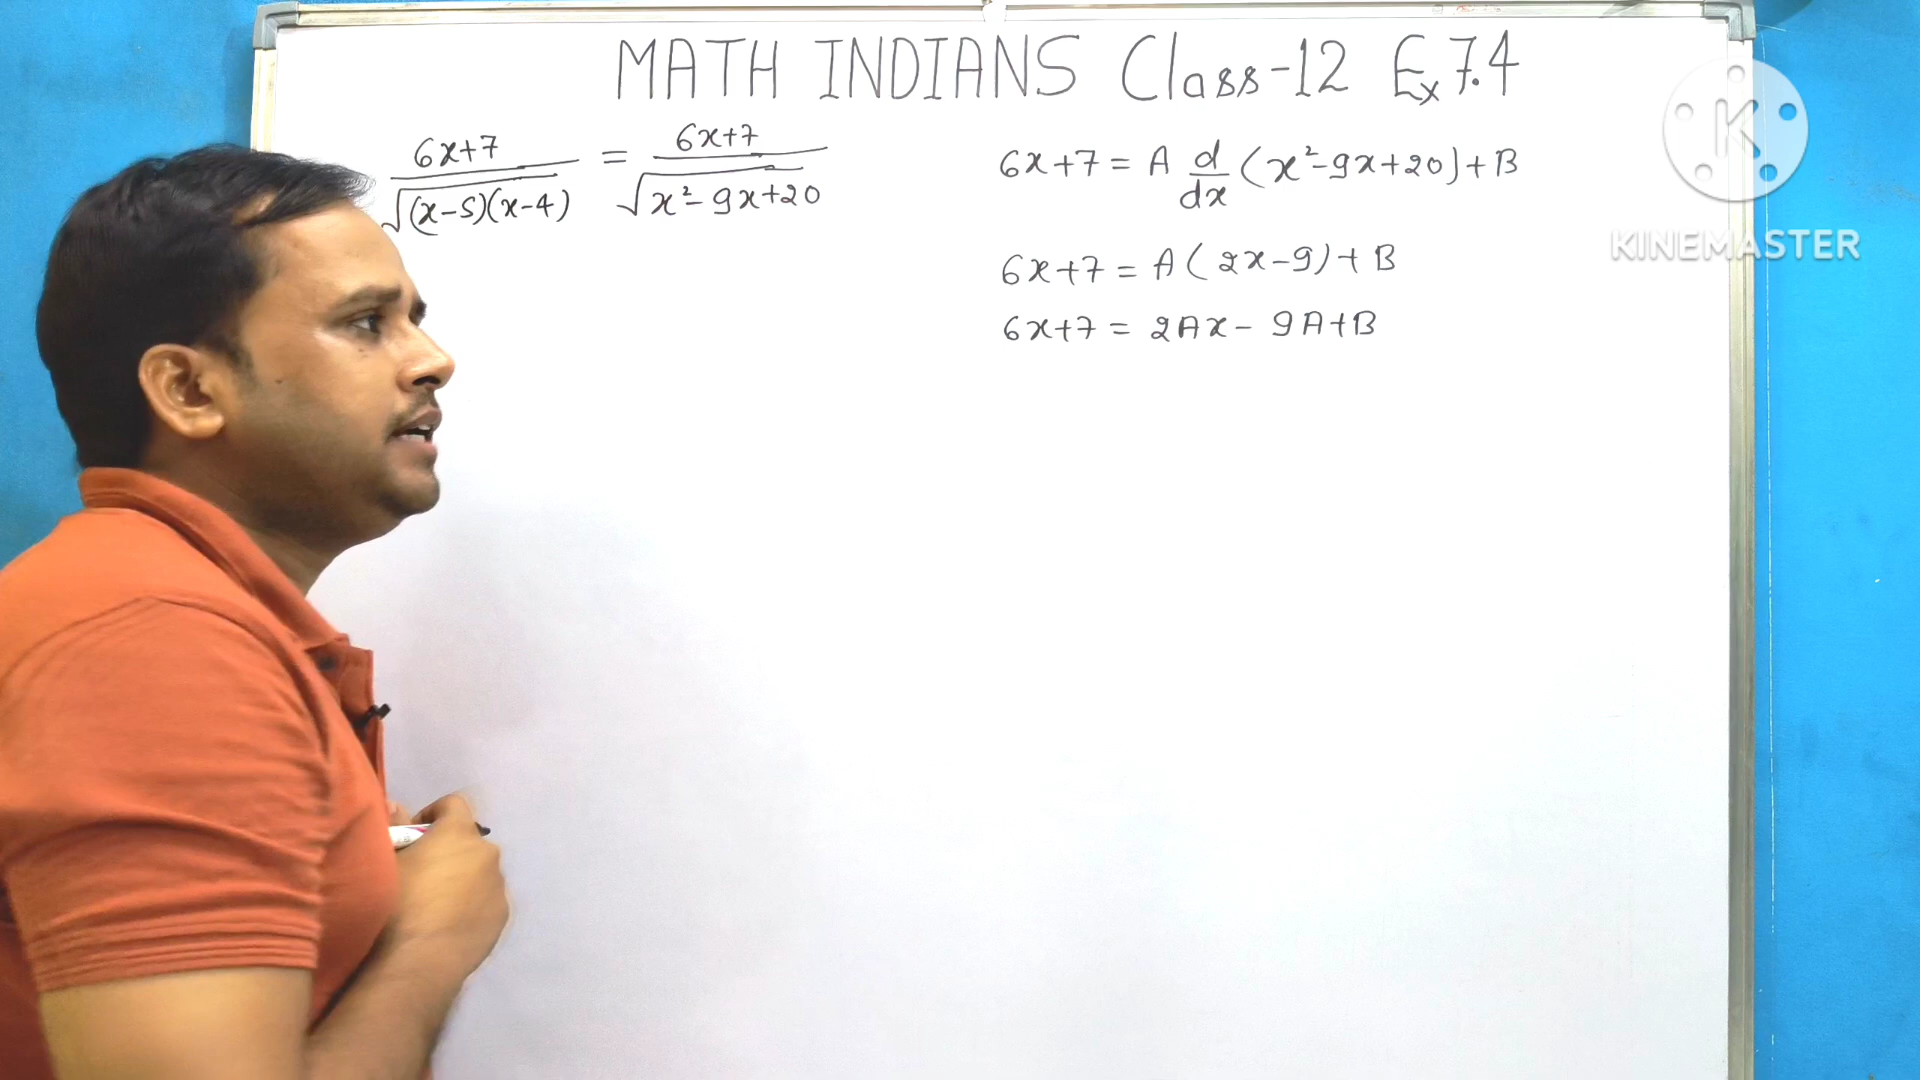 MATH INDIANS Class-12 Ex 7.4
6x+7 / √(x-5)(x-4) = 6x+7 / √x²-9x+20
6x+7 = A d/dx (x²-9x+20)+B
6x+7 = A(2x-9)+B
6x+7 = 2Ax-9A+B
K
KINEMASTER